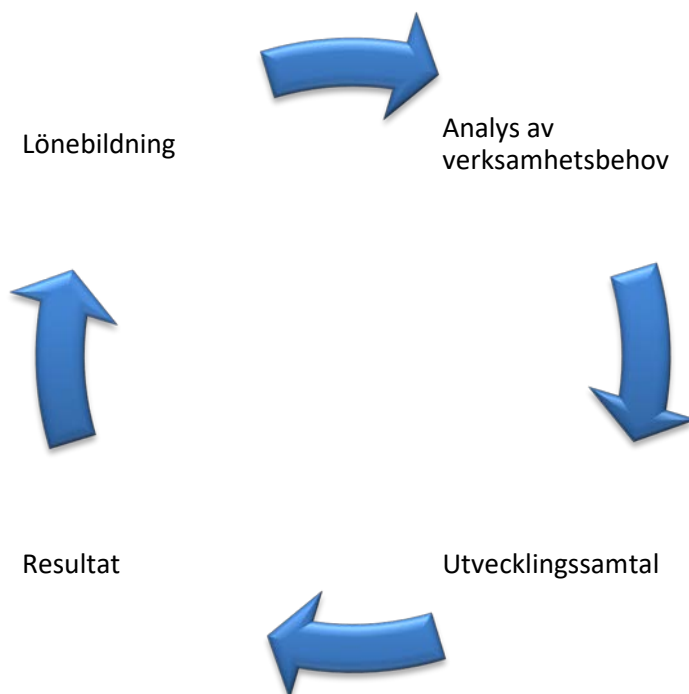 Lönebildning
Analys av
verksamhetsbehov
Resultat
Utvecklingssamtal